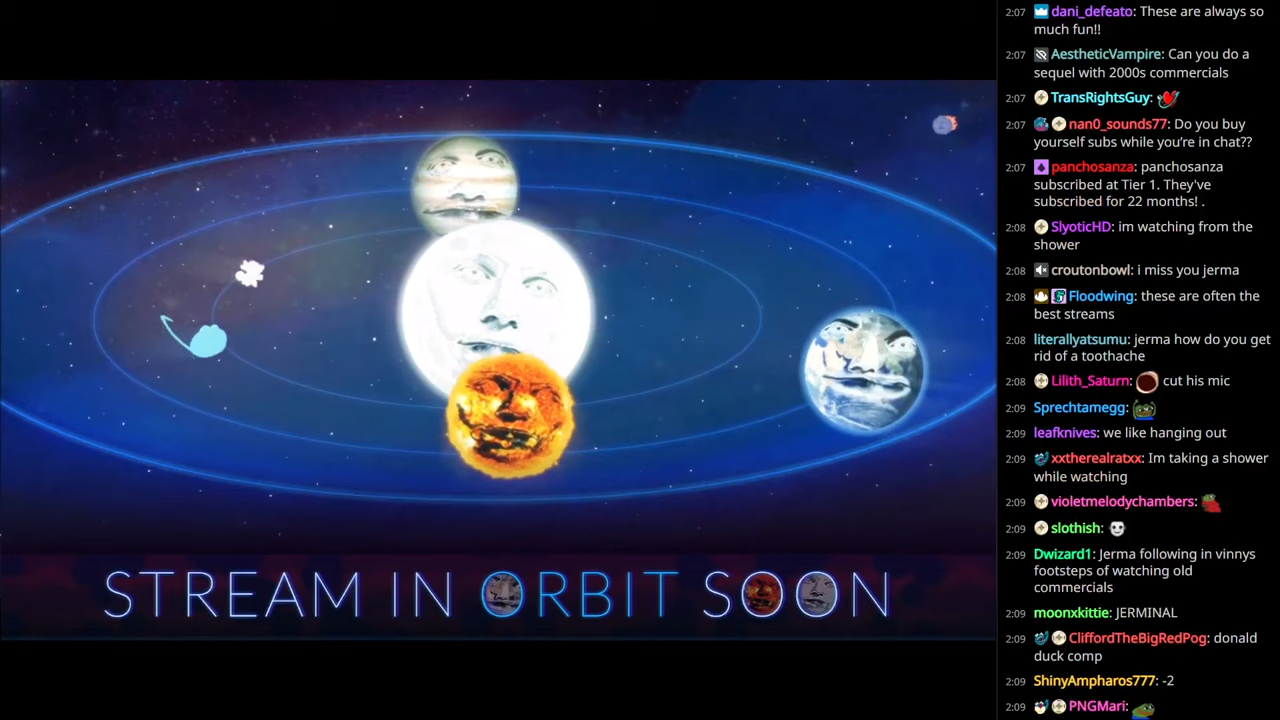 STREAM IN ORBIT SOON
2:07 dani_defeato: These are always so
much fun!!
2:07 AestheticVampire: Can you do a
sequel with 2000s commercials
2:07 TransRightsGuy:
2:07 nan0_sounds77: Do you buy
yourself subs while you're in chat??
2:07 panchosanza: panchosanza
subscribed at Tier 1. They've
subscribed for 22 months! .
2:08 SlyoticHD: im watching from the
shower
2:08 croutonbowl: i miss you jerma
2:08 Floodwing: these are often the
best streams
2:08 literallyatsumu: jerma how do you get
rid of a toothache
2:08 Lilith_Saturn: cut his mic
2:09 Sprechtamegg:
2:09 leafknives: we like hanging out
2:09 xxtherealratxx: Im taking a shower
while watching
2:09 violetmelodychambers:
2:09 slothish:
2:09 Dwizard1: Jerma following in vinnys
footsteps of watching old
commercials
2:09 moonxkittie: JERMINAL
2:09 CliffordTheBigRedPog: donald
duck comp
2:09 ShinyAmpharos777: -2
2:09 PNGMari: